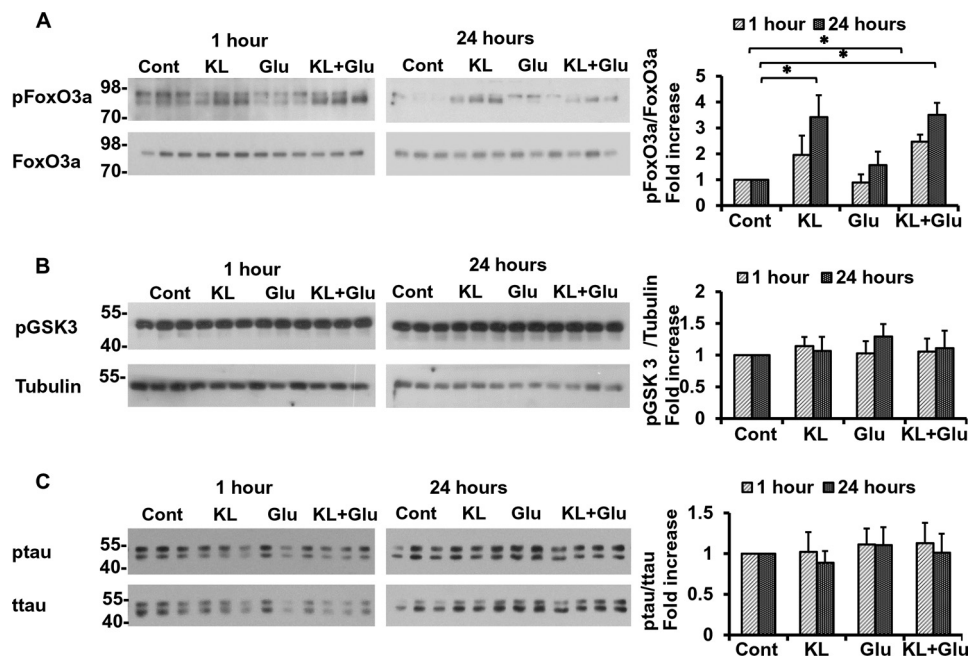 A
1 hour
24 hours
Cont KL Glu KL+Glu
Cont KL Glu KL+Glu
pFoxO3a
98
70
FoxO3a
98
70
1 hour 24 hours
*
*
*
pFoxO3a/FoxO3a
Fold increase
5
4
3
2
1
0
Cont KL Glu KL+Glu
B
1 hour
24 hours
Cont KL Glu KL+Glu
Cont KL Glu KL+Glu
pGSK3
55
40
Tubulin
55
1 hour 24 hours
pGSK 3 /Tubulin
Fold increase
2
1.5
1
0.5
0
Cont KL Glu KL+Glu
C
1 hour
24 hours
Cont KL Glu KL+Glu
Cont KL Glu KL+Glu
ptau
55
40
ttau
55
40
1 hour 24 hours
ptau/ttau
Fold increase
1.5
1
0.5
0
Cont KL Glu KL+Glu